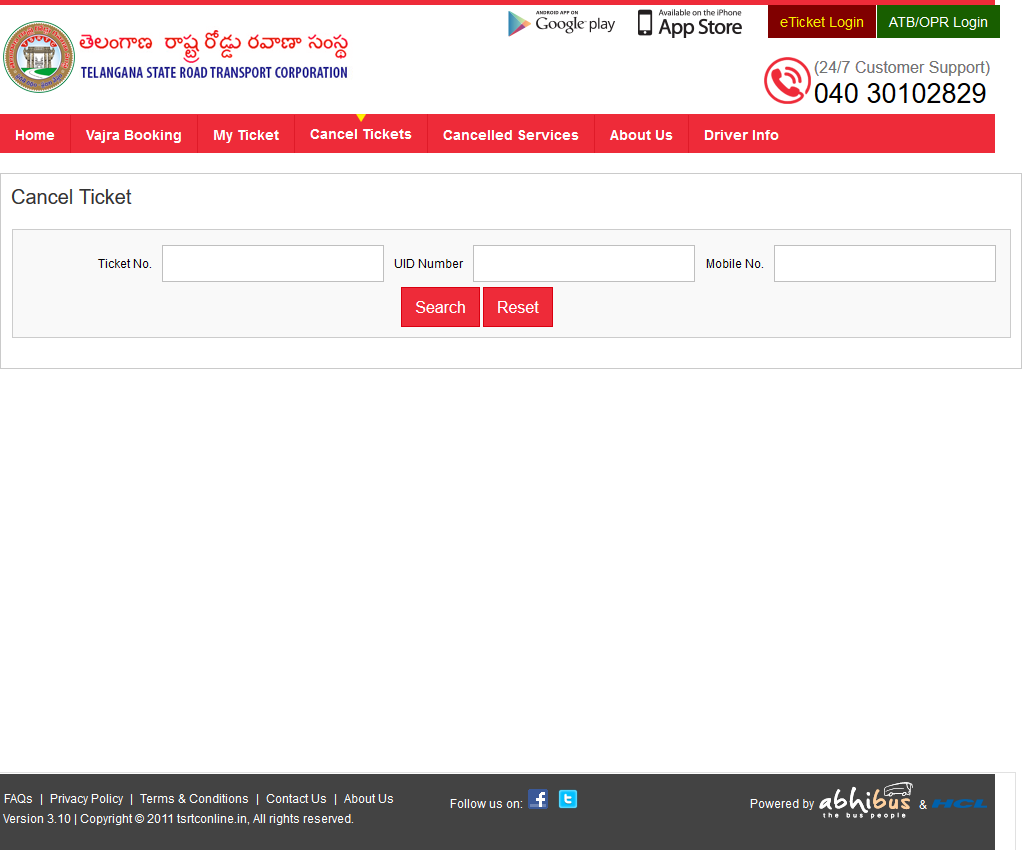 ANDROID APP ON
Google play
Available on the iPhone
App Store
eTicket Login
ATB/OPR Login
తెలంగాణ రాష్ట్ర రోడ్డు రవాణా సంస్థ
TELANGANA STATE ROAD TRANSPORT CORPORATION
(24/7 Customer Support)
040 30102829
Home
Vajra Booking
My Ticket
Cancel Tickets
Cancelled Services
About Us
Driver Info
Cancel Ticket
Ticket No.
UID Number
Mobile No.
Search
Reset
FAQs | Privacy Policy | Terms & Conditions | Contact Us | About Us
Version 3.10 | Copyright © 2011 tsrtconline.in, All rights reserved.
Follow us on:
Powered by abhibus & HCL
the bus people